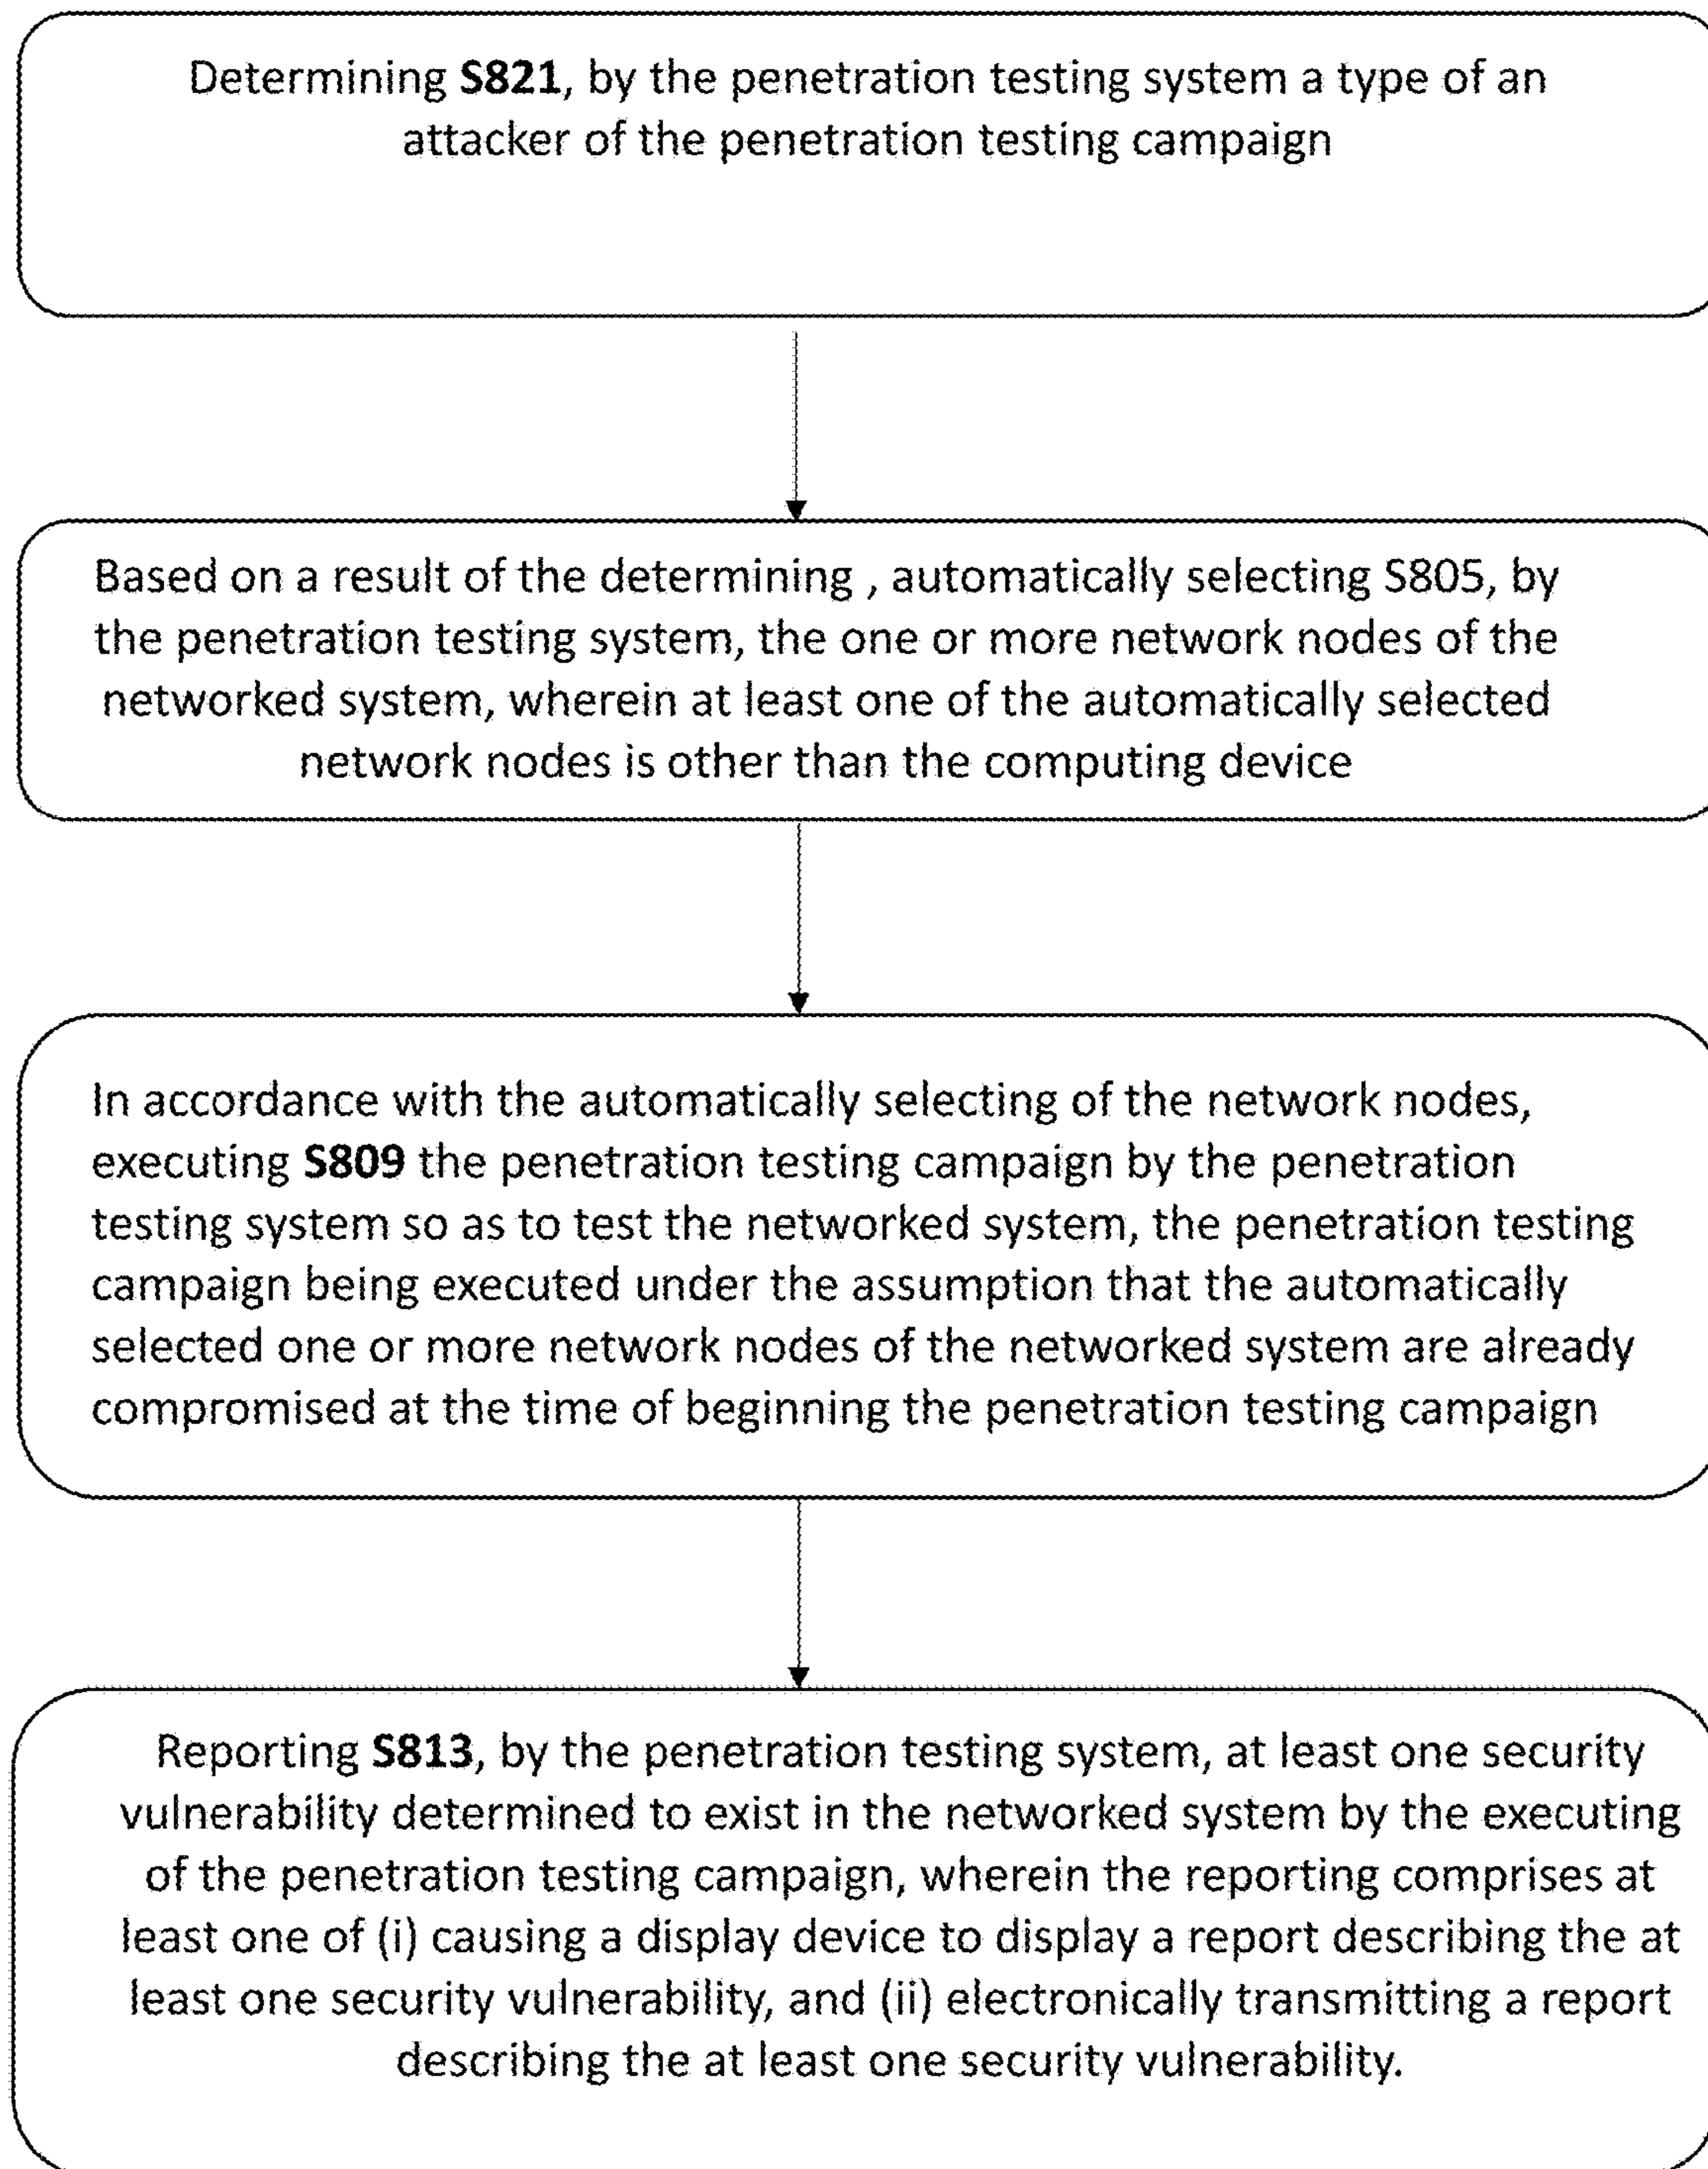 Determining S821, by the penetration testing system a type of an
attacker of the penetration testing campaign
Based on a result of the determining , automatically selecting S805, by
the penetration testing system, the one or more network nodes of the
networked system, wherein at least one of the automatically selected
network nodes is other than the computing device
In accordance with the automatically selecting of the network nodes,
executing S809 the penetration testing campaign by the penetration
testing system so as to test the networked system, the penetration testing
campaign being executed under the assumption that the automatically
selected one or more network nodes of the networked system are already
compromised at the time of beginning the penetration testing campaign
Reporting S813, by the penetration testing system, at least one security
vulnerability determined to exist in the networked system by the executing
of the penetration testing campaign, wherein the reporting comprises at
least one of (i) causing a display device to display a report describing the at
least one security vulnerability, and (ii) electronically transmitting a report
describing the at least one security vulnerability.